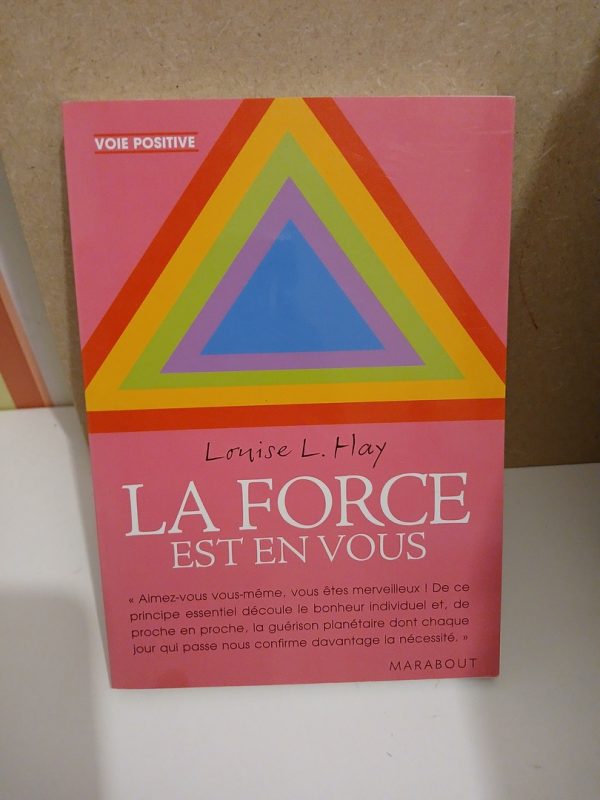 VOIE POSITIVE
Louise L. Hay
LA FORCE
EST EN VOUS
« Aimez-vous vous-même, vous êtes merveilleux ! De ce
principe essentiel découle le bonheur individuel et, de
proche en proche, la guérison planétaire dont chaque
jour qui passe nous confirme davantage la nécessité. »
MARABOUT